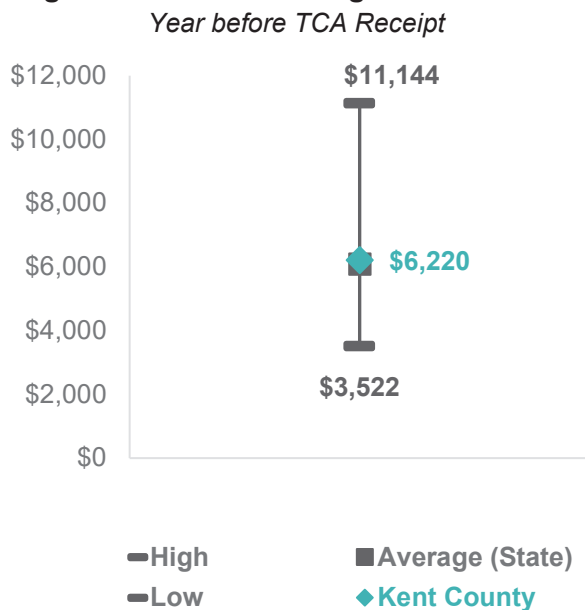 Year before TCA Receipt
$12,000
$11,144
$10,000
$8,000
$6,000
$6,220
$4,000
$3,522
$2,000
$0
High
Average (State)
Low
Kent County